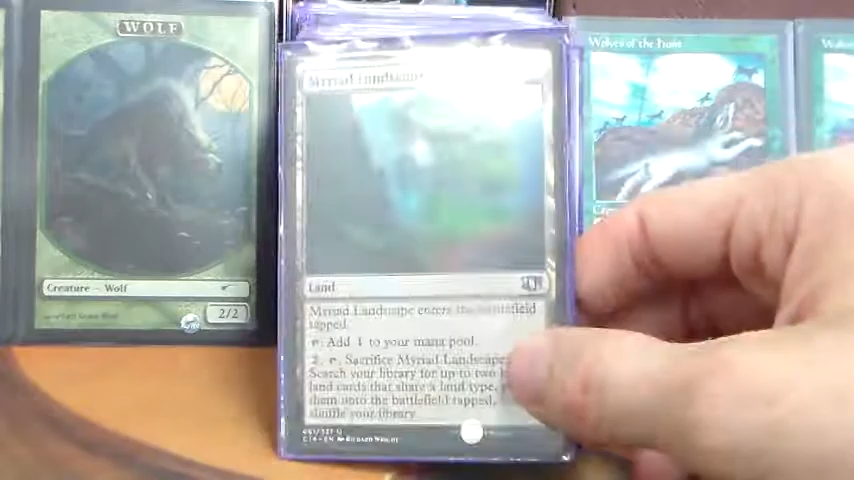 WOLF
Creature — Wolf
2/2
Myriad Landscape
Land
Myriad Landscape enters the battlefield
tapped.
: Add 1 to your mana pool.
2, , Sacrifice Myriad Landscape
Search your library for up to two
land cards that share a land type,
them onto the battlefield tapped,
shuffle your library.
C14 • EN Richard Wright
Wolves of the Hunt